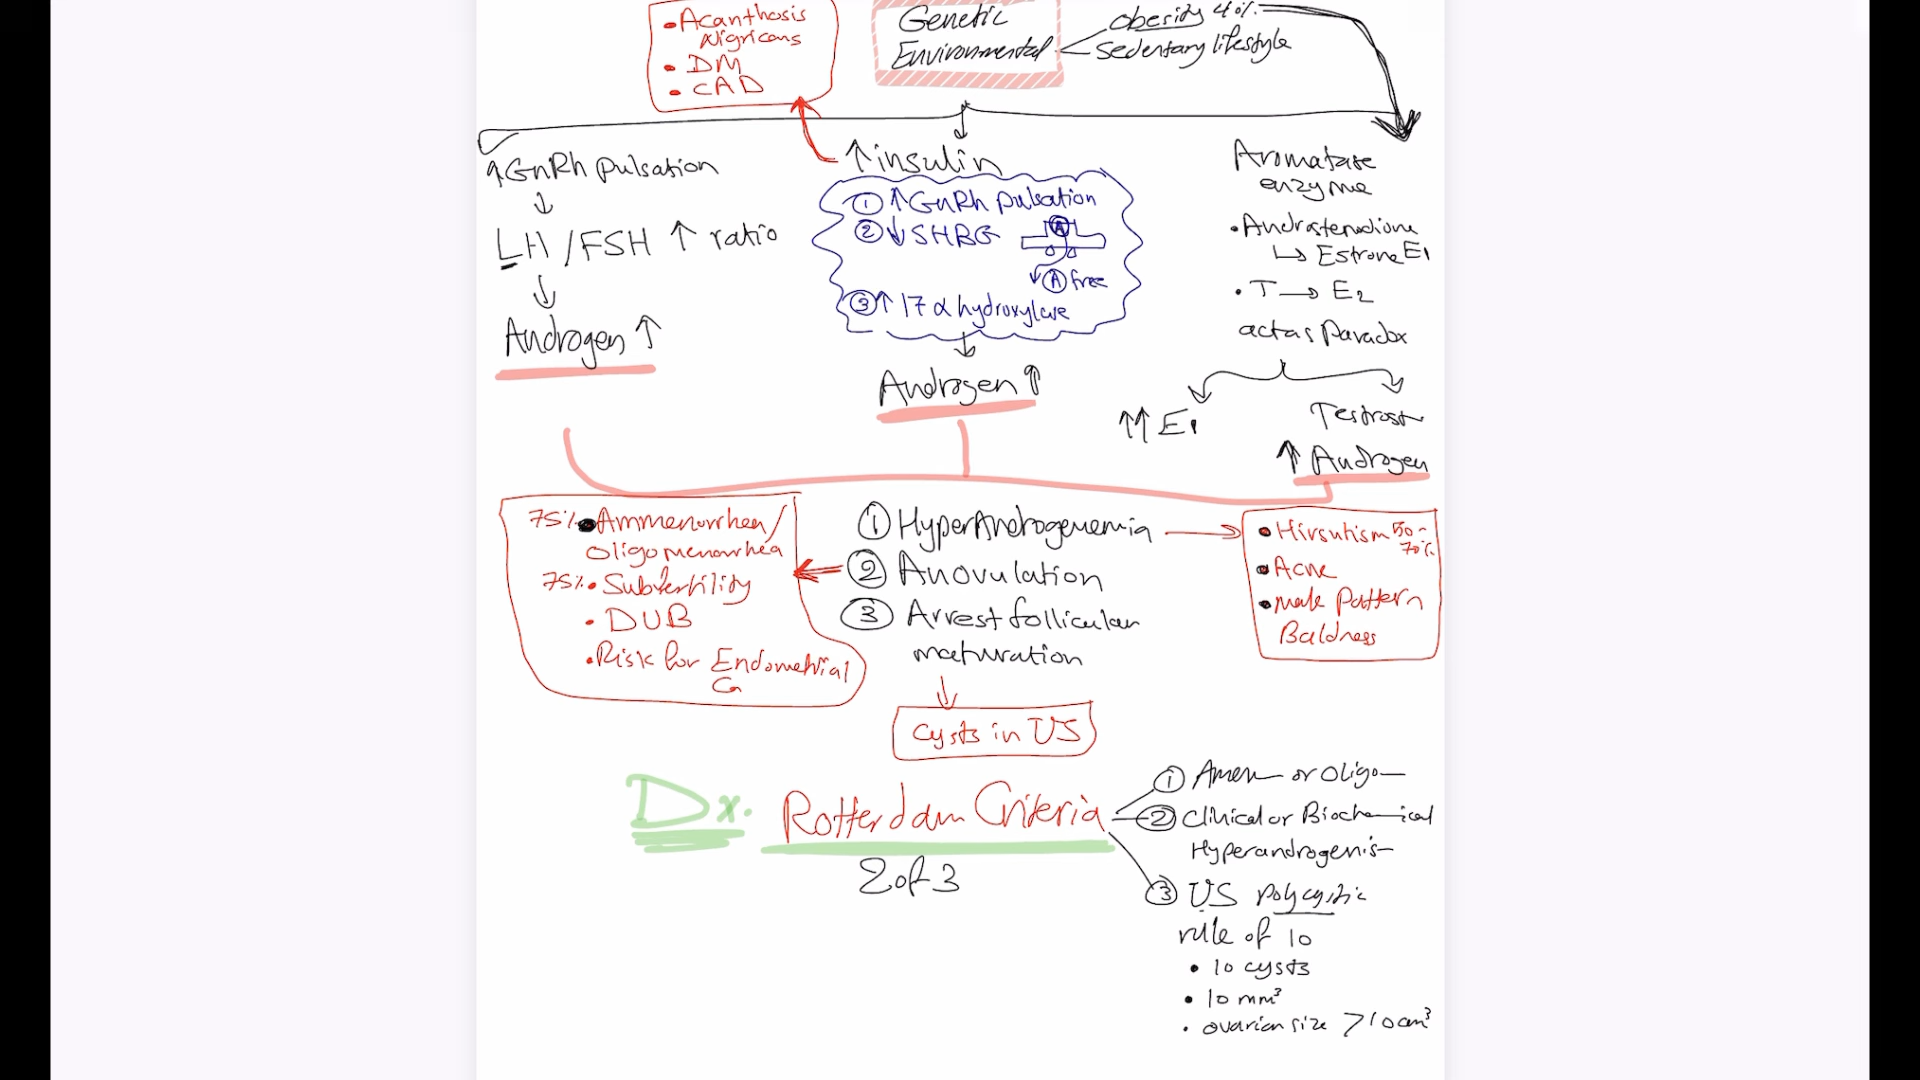 •Acanthosis
Nigricans
• DM
• CAD
Genetic
Environmental
obesity 40%
Sedentary lifestyle
↑GnRh pulsation
LH/FSH ↑ ratio
Androgen ↑
↑insulin
① ↑GnRh pulsation
② ↓SHBG
A
A free
③ ↑ 17 α hydroxylase
Androgen ↑
Aromatase
enzyme
•Androstenedione
↳ Estrone E1
• T → E2
act as Paradox
↑↑ E1
Testrost
↑ Androgen
75% • Ammenorrhea/
oligomenorrhea
75% • Subfertility
• DUB
• Risk for Endometrial
Ca
① HyperAndrogenemia
② Anovulation
③ Arrest follicular
maturation
• Hirsutism 50-
70%
• Acne
• male pattern
Baldness
Cysts in US
Dx. Rotterdam Criteria
2 of 3
① Amen or Oligo
② Clinical or Biochemical
Hyperandrogenis
③ US polycystic
rule of 10
• 10 cysts
• 10 mm³
• ovarian size >10cm³